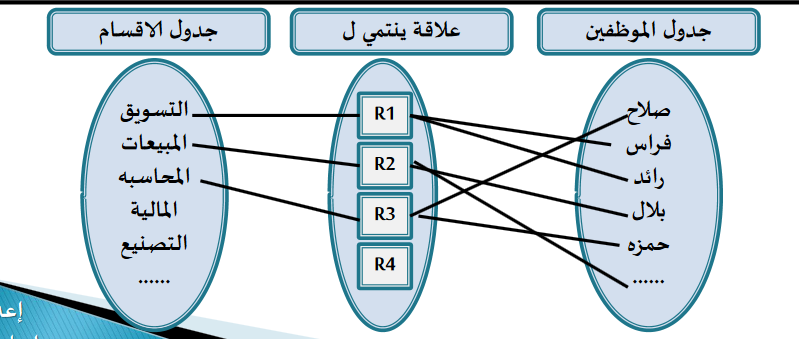 جدول الموظفين
علاقة ينتمي ل
جدول الاقسام
صلاح
فراس
رائد
بلال
حمزه
......
R1
R2
R3
R4
التسويق
المبيعات
المحاسبه
المالية
التصنيع
......